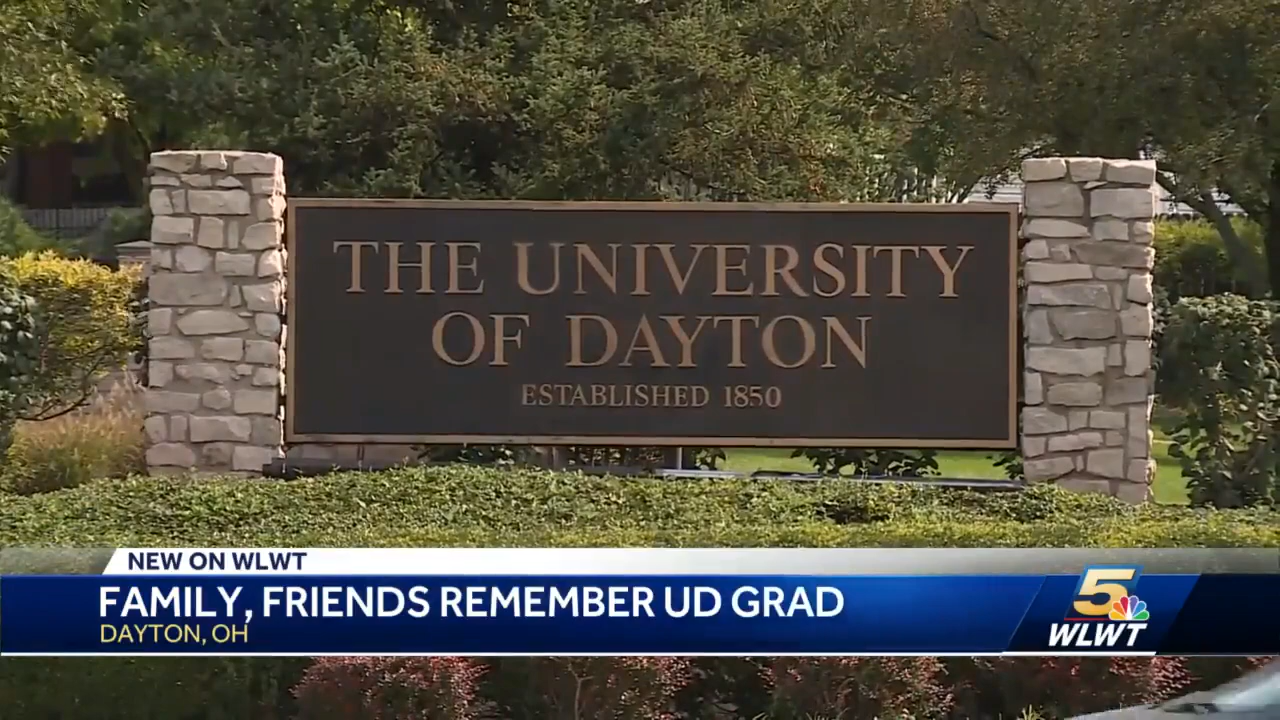 THE UNIVERSITY
OF DAYTON
ESTABLISHED 1850
NEW ON WLWT
FAMILY, FRIENDS REMEMBER UD GRAD
DAYTON, OH
5
WLWT